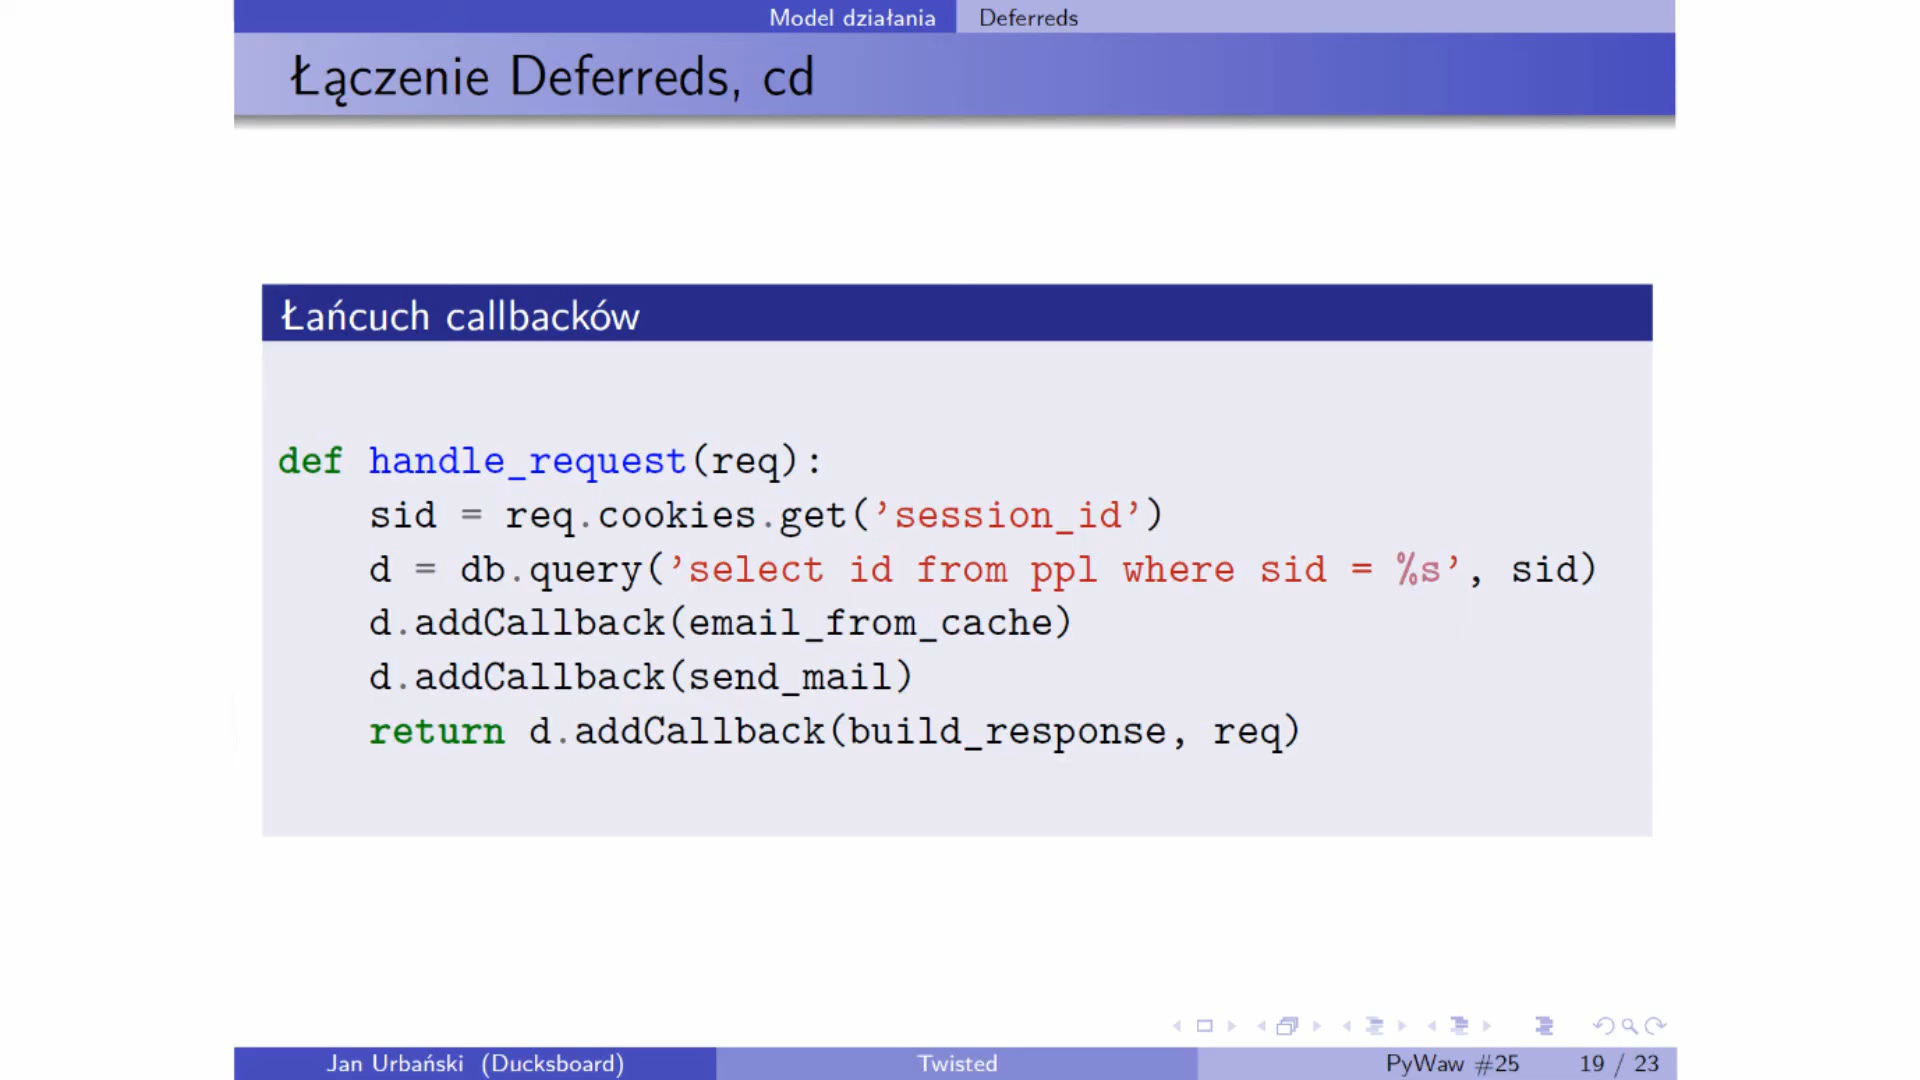 Model działania Deferreds
Łączenie Deferreds, cd
Łańcuch callbacków
def handle_request(req):
    sid = req.cookies.get('session_id')
    d = db.query('select id from ppl where sid = %s', sid)
    d.addCallback(email_from_cache)
    d.addCallback(send_mail)
    return d.addCallback(build_response, req)
Jan Urbański (Ducksboard) Twisted PyWaw #25 19 / 23